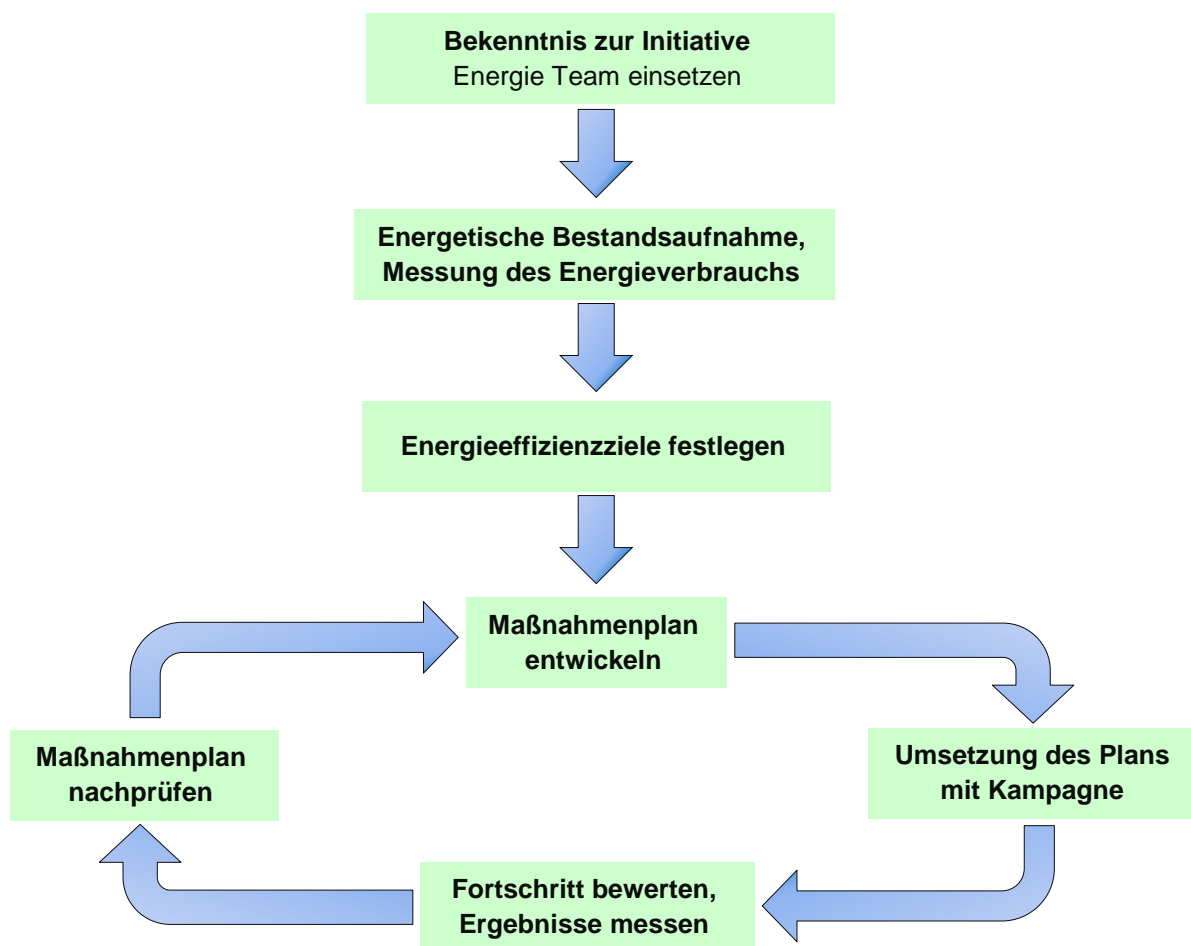 Bekenntnis zur Initiative
Energie Team einsetzen
Energetische Bestandsaufnahme,
Messung des Energieverbrauchs
Energieeffizienzziele festlegen
Maßnahmenplan
entwickeln
Umsetzung des Plans
mit Kampagne
Fortschritt bewerten,
Ergebnisse messen
Maßnahmenplan
nachprüfen